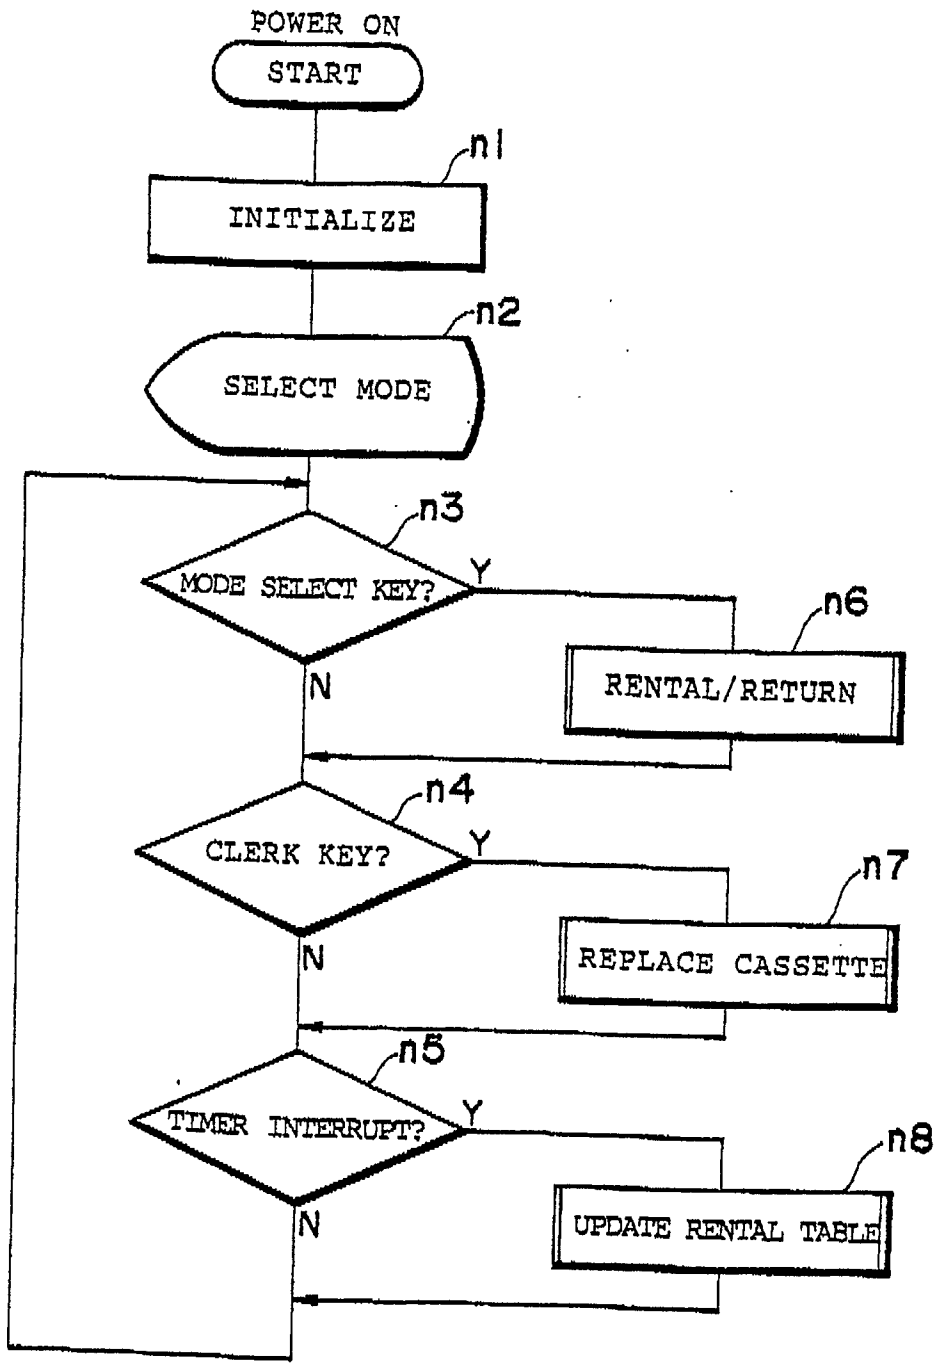 POWER ON
START
n1
INITIALIZE
n2
SELECT MODE
n3
MODE SELECT KEY?
Y
N
n6
RENTAL/RETURN
n4
CLERK KEY?
Y
N
n7
REPLACE CASSETTE
n5
TIMER INTERRUPT?
Y
N
n8
UPDATE RENTAL TABLE